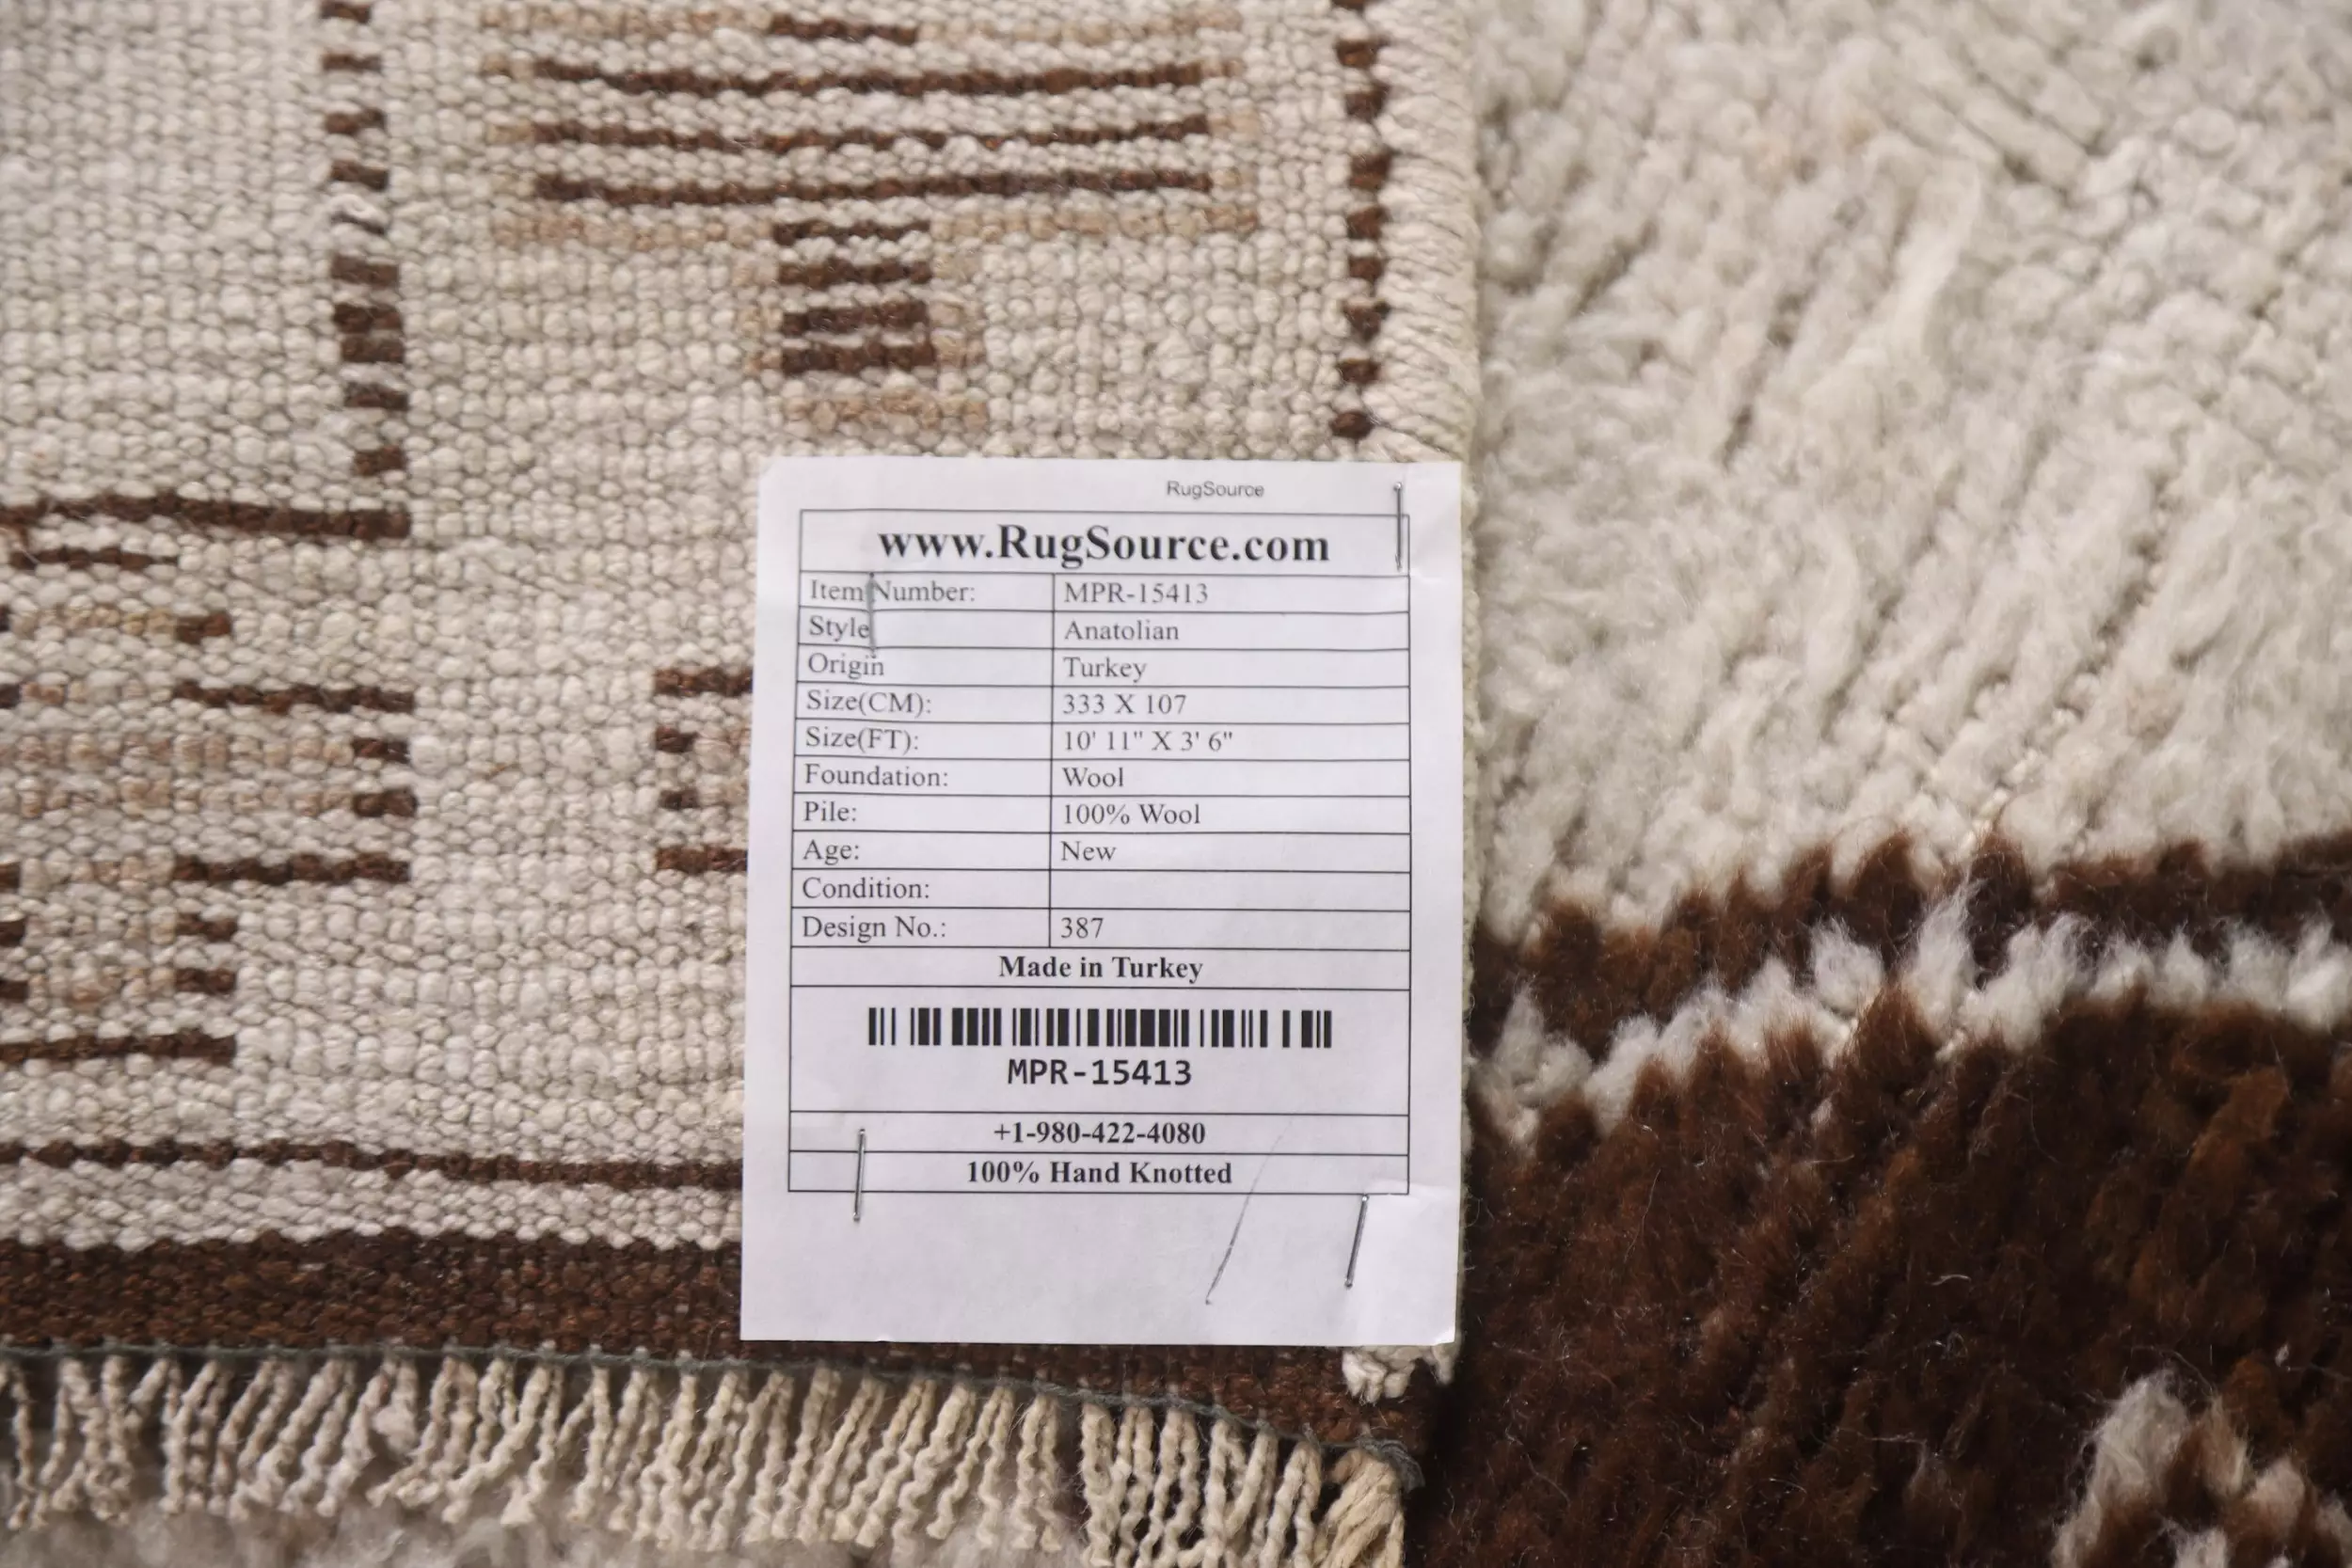 RugSource
www.RugSource.com
Item Number: MPR-15413
Style Anatolian
Origin Turkey
Size(CM): 333 X 107
Size(FT): 10' 11" X 3' 6"
Foundation: Wool
Pile: 100% Wool
Age: New
Condition:
Design No.: 387
Made in Turkey
MPR-15413
+1-980-422-4080
100% Hand Knotted